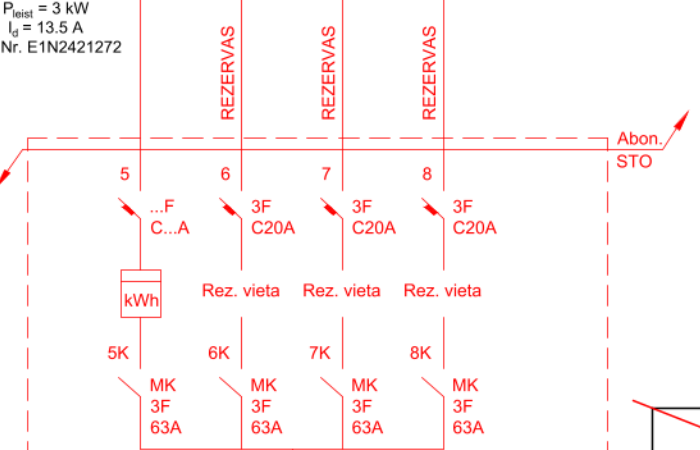 Pleist = 3 kW
Id = 13.5 A
Nr. E1N2421272
REZERVAS
REZERVAS
REZERVAS
Abon.
STO
5
6
7
8
...F
C...A
3F
C20A
3F
C20A
3F
C20A
kWh
Rez. vieta
Rez. vieta
Rez. vieta
5K
6K
7K
8K
MK
3F
63A
MK
3F
63A
MK
3F
63A
MK
3F
63A